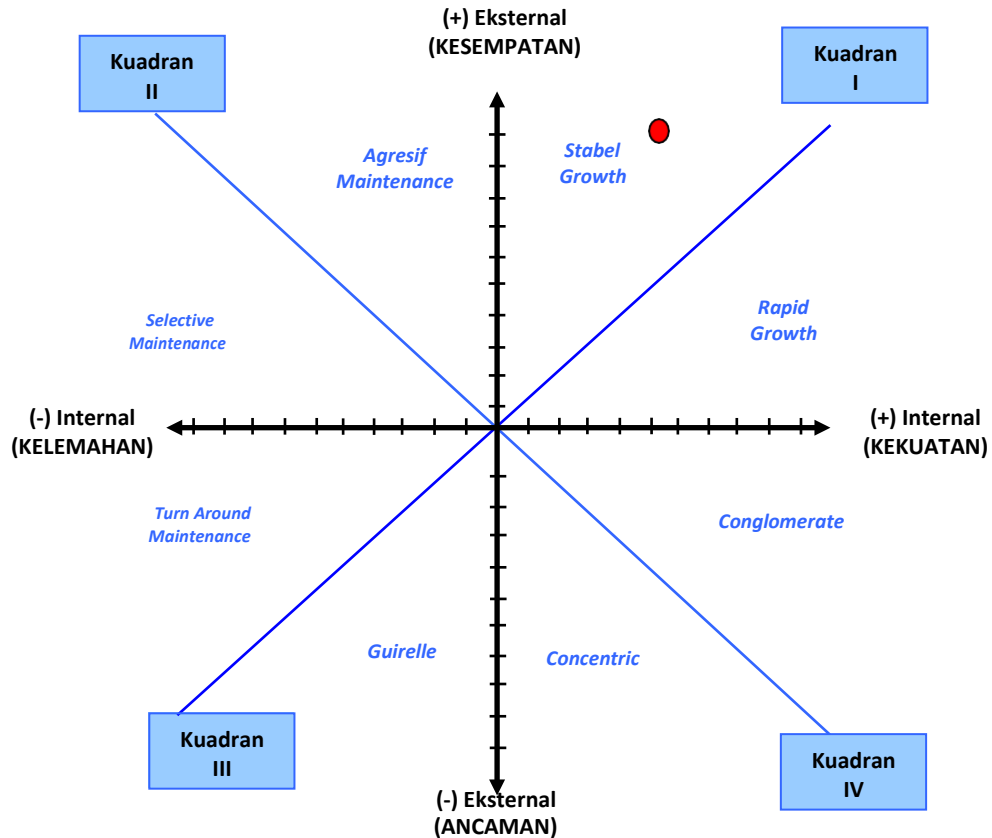 (+) Eksternal
(KESEMPATAN)
Kuadran
II
Kuadran
I
Agresif
Maintenance
Stabel
Growth
Selective
Maintenance
Rapid
Growth
(-) Internal
(KELEMAHAN)
(+) Internal
(KEKUATAN)
Turn Around
Maintenance
Conglomerate
Guirelle
Concentric
Kuadran
III
Kuadran
IV
(-) Eksternal
(ANCAMAN)